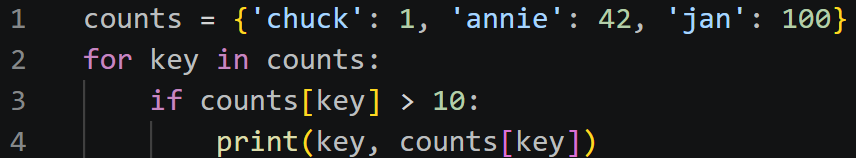 1 counts = {'chuck': 1, 'annie': 42, 'jan': 100}
2 for key in counts:
3     if counts[key] > 10:
4         print(key, counts[key])